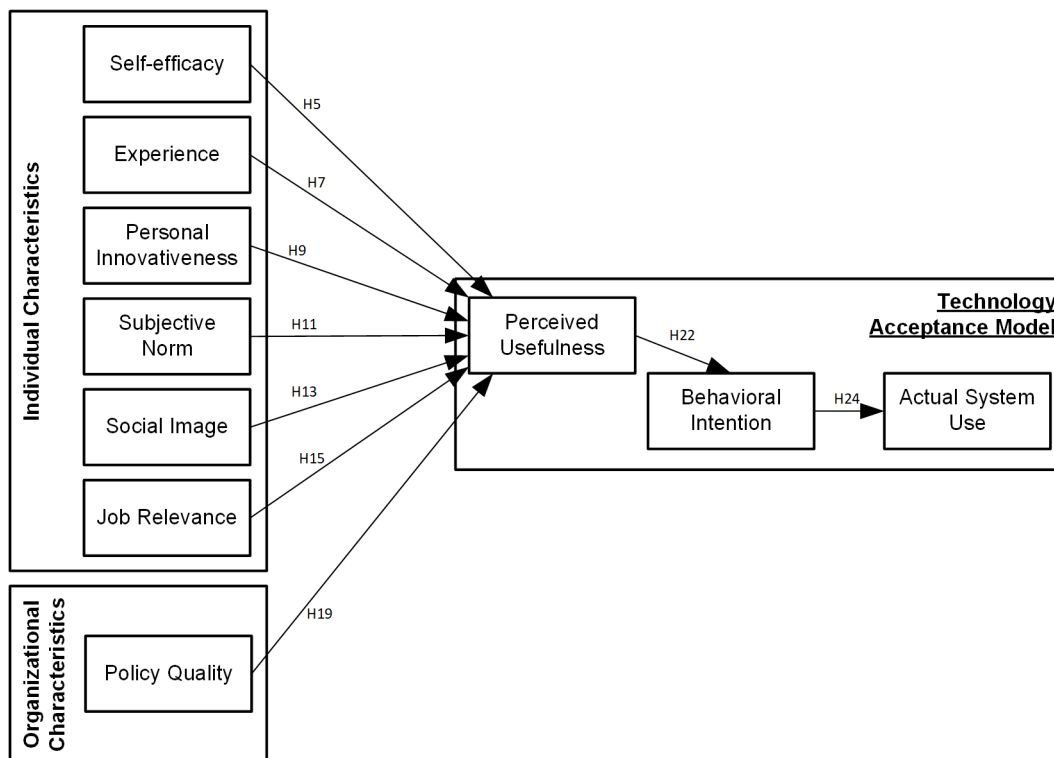 Individual Characteristics
Self-efficacy
Experience
Personal
Innovativeness
Subjective
Norm
Social Image
Job Relevance
Organizational
Characteristics
Policy Quality
H5
H7
H9
H11
H13
H15
H19
Technology
Acceptance Model
Perceived
Usefulness
H22
Behavioral
Intention
H24
Actual System
Use